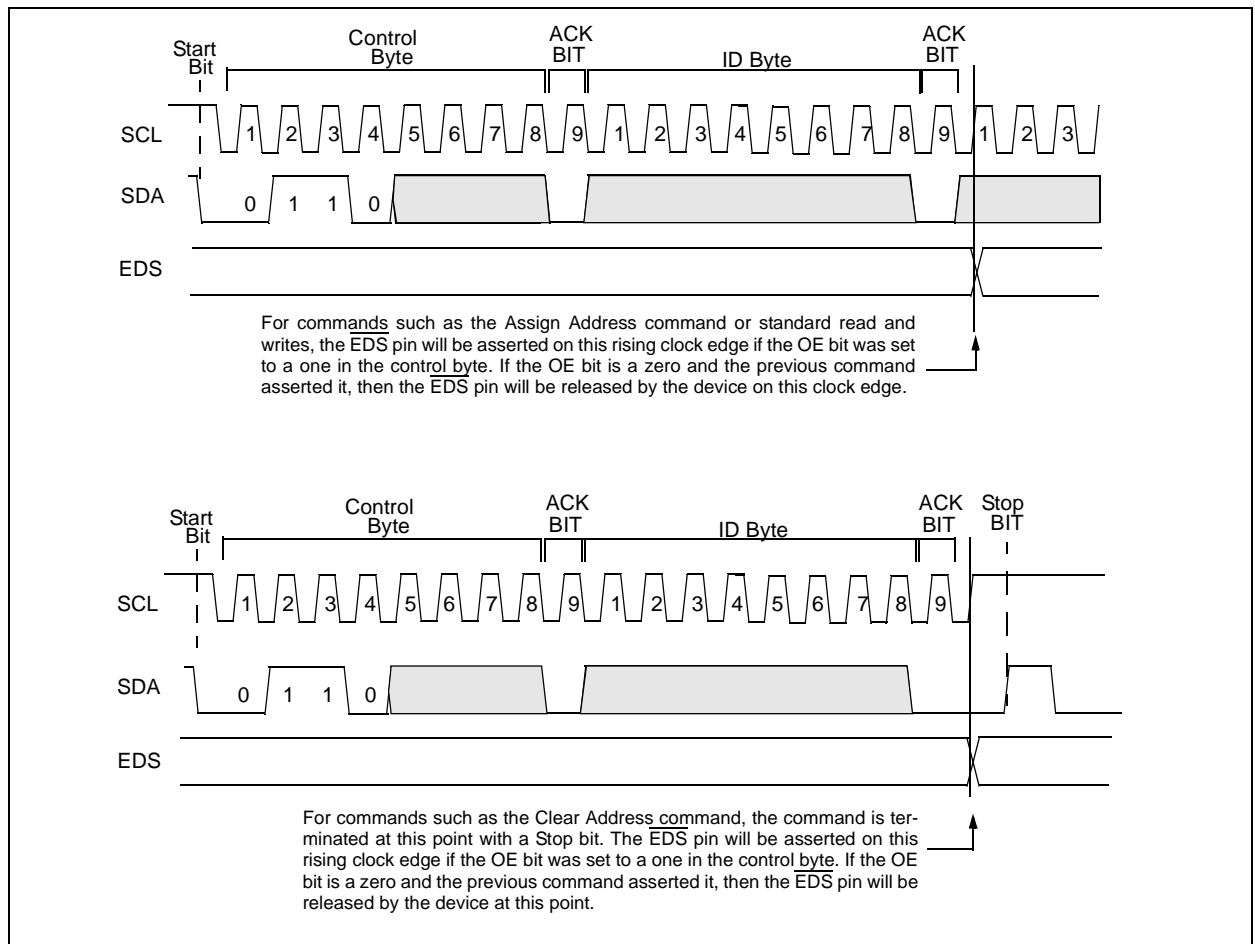 Start
Bit
Control
Byte
ACK
BIT
ID Byte
ACK
BIT
SCL
1 2 3 4 5 6 7 8 9 1 2 3 4 5 6 7 8 9 1 2 3
SDA
0 1 1 0
EDS
For commands such as the Assign Address command or standard read and
writes, the EDS pin will be asserted on this rising clock edge if the OE bit was set
to a one in the control byte. If the OE bit is a zero and the previous command
asserted it, then the EDS pin will be released by the device on this clock edge.
Start
Bit
Control
Byte
ACK
BIT
ID Byte
ACK
BIT
Stop
BIT
SCL
1 2 3 4 5 6 7 8 9 1 2 3 4 5 6 7 8 9
SDA
0 1 1 0
EDS
For commands such as the Clear Address command, the command is ter-
minated at this point with a Stop bit. The EDS pin will be asserted on this
rising clock edge if the OE bit was set to a one in the control byte. If the OE
bit is a zero and the previous command asserted it, then the EDS pin will be
released by the device at this point.